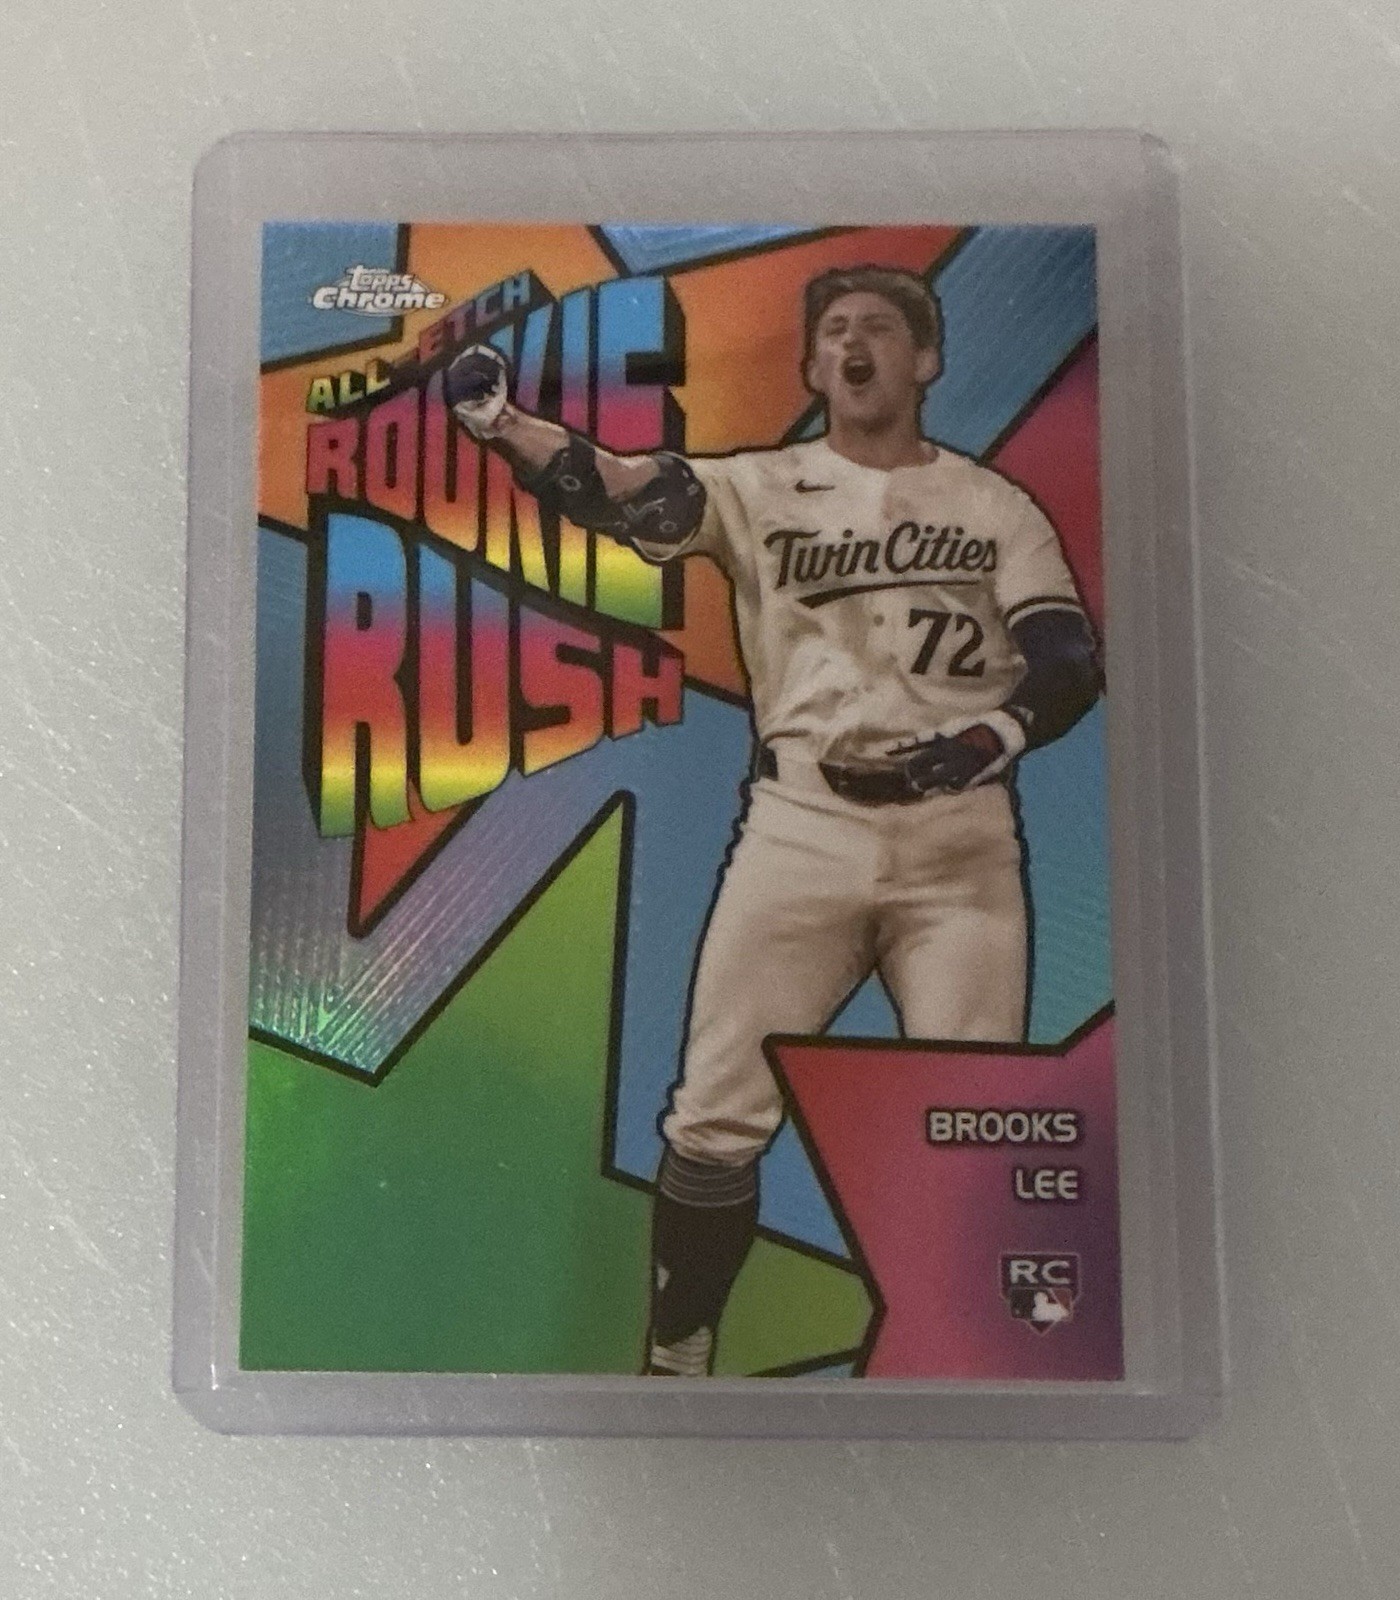 Topps
Chrome
ALL-ETCH
ROOKIE
RUSH
Twin Cities
72
BROOKS
LEE
RC